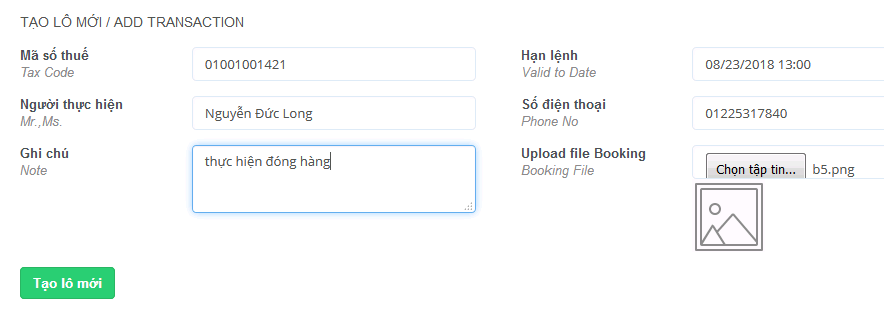 TẠO LÔ MỚI / ADD TRANSACTION
Mã số thuế
Tax Code
01001001421
Hạn lệnh
Valid to Date
08/23/2018 13:00
Người thực hiện
Mr.,Ms.
Nguyễn Đức Long
Số điện thoại
Phone No
01225317840
Ghi chú
Note
thực hiện đóng hàng
Upload file Booking
Booking File
Chọn tập tin... b5.png
Tạo lô mới